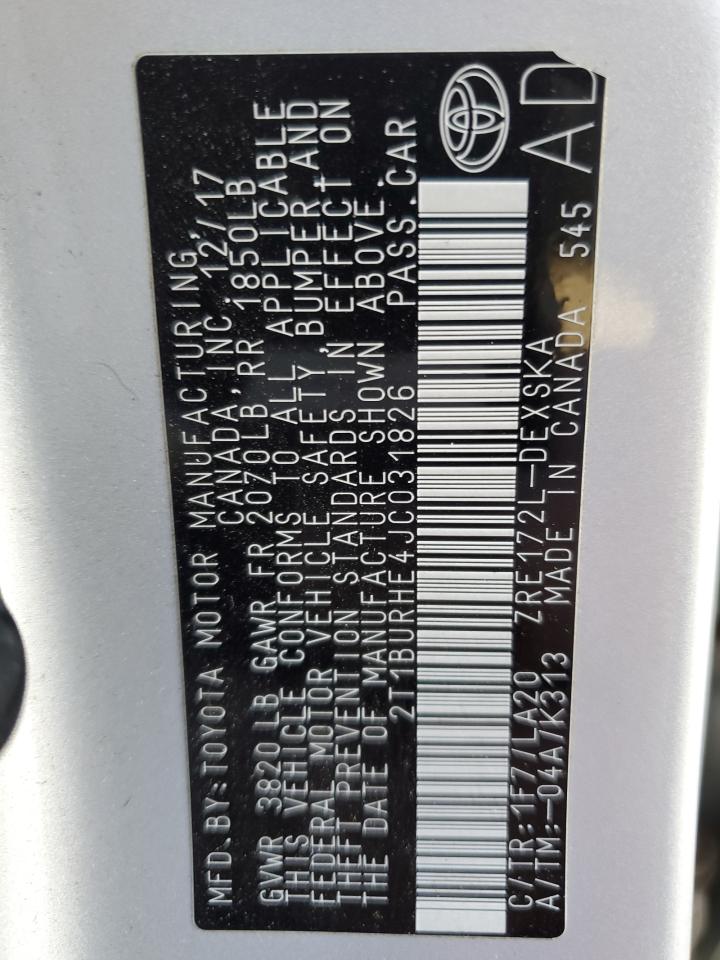 MFD.BY:TOYOTA MOTOR MANUFACTURING,
CANADA, INC. 12/17
GVWR 3820LB GAWR FR 2070LB RR 1850LB
THIS VEHICLE CONFORMS TO ALL APPLICABLE
FEDERAL MOTOR VEHICLE SAFETY, BUMPER, AND
THEFT PREVENTION STANDARDS IN EFFECT ON
THE DATE OF MANUFACTURE SHOWN ABOVE.
2T1BURHE4JC031826 PASS.CAR
C/TR:1F7/LA20 ZRE172L-DEXSKA
A/TM:-04A/K313 MADE IN CANADA 545
AD